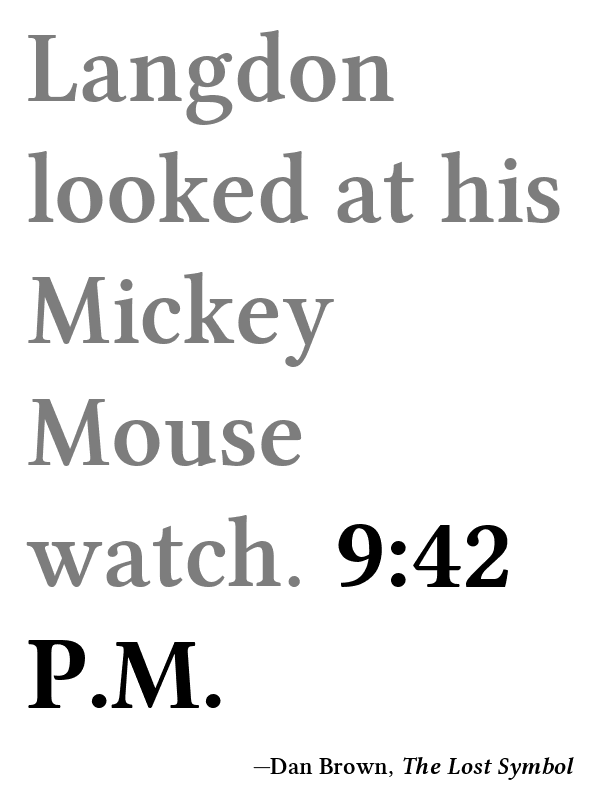 Langdon
looked at his
Mickey
Mouse
watch. 9:42
P.M.
—Dan Brown, The Lost Symbol